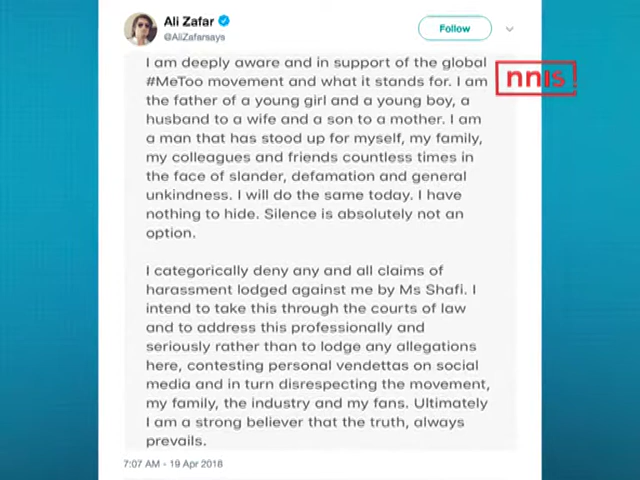 Ali Zafar
@AliZafarsays
Follow
I am deeply aware and in support of the global
#MeToo movement and what it stands for. I am
the father of a young girl and a young boy, a
husband to a wife and a son to a mother. I am
a man that has stood up for myself, my family,
my colleagues and friends countless times in
the face of slander, defamation and general
unkindness. I will do the same today. I have
nothing to hide. Silence is absolutely not an
option.
I categorically deny any and all claims of
harassment lodged against me by Ms Shafi. I
intend to take this through the courts of law
and to address this professionally and
seriously rather than to lodge any allegations
here, contesting personal vendettas on social
media and in turn disrespecting the movement,
my family, the industry and my fans. Ultimately
I am a strong believer that the truth, always
prevails.
7:07 AM - 19 Apr 2018
nnis